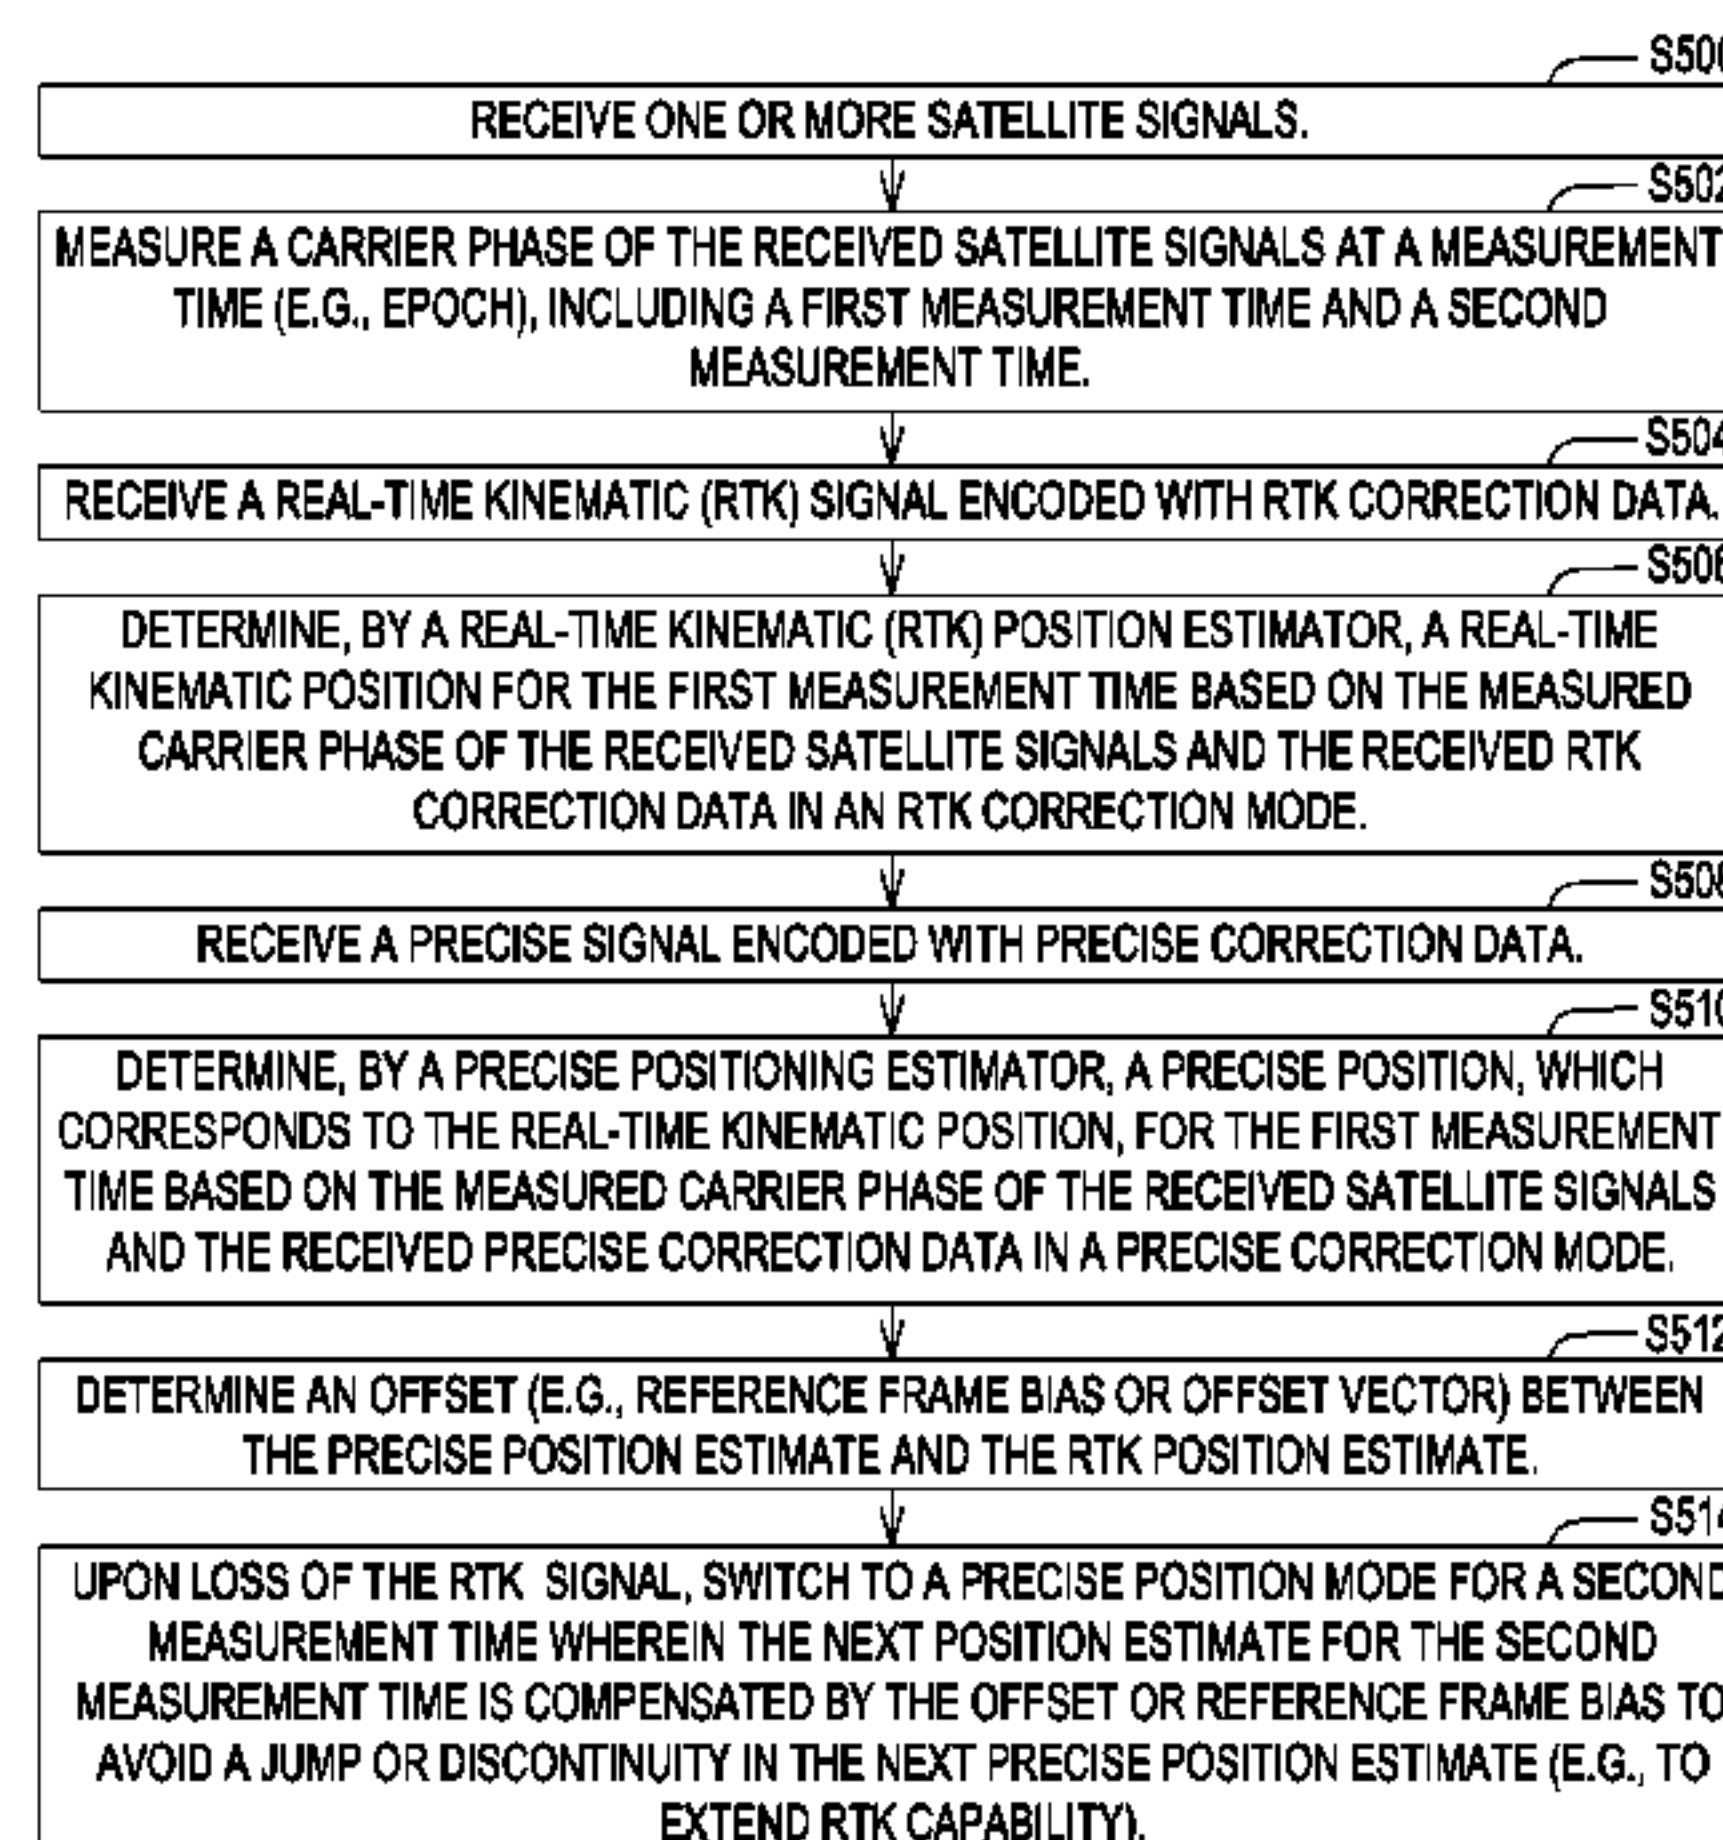 S500
RECEIVE ONE OR MORE SATELLITE SIGNALS.
S502
MEASURE A CARRIER PHASE OF THE RECEIVED SATELLITE SIGNALS AT A MEASUREMENT
TIME (E.G., EPOCH), INCLUDING A FIRST MEASUREMENT TIME AND A SECOND
MEASUREMENT TIME.
S504
RECEIVE A REAL-TIME KINEMATIC (RTK) SIGNAL ENCODED WITH RTK CORRECTION DATA.
S506
DETERMINE, BY A REAL-TIME KINEMATIC (RTK) POSITION ESTIMATOR, A REAL-TIME
KINEMATIC POSITION FOR THE FIRST MEASUREMENT TIME BASED ON THE MEASURED
CARRIER PHASE OF THE RECEIVED SATELLITE SIGNALS AND THE RECEIVED RTK
CORRECTION DATA IN AN RTK CORRECTION MODE.
S508
RECEIVE A PRECISE SIGNAL ENCODED WITH PRECISE CORRECTION DATA.
S510
DETERMINE, BY A PRECISE POSITIONING ESTIMATOR, A PRECISE POSITION, WHICH
CORRESPONDS TO THE REAL-TIME KINEMATIC POSITION, FOR THE FIRST MEASUREMENT
TIME BASED ON THE MEASURED CARRIER PHASE OF THE RECEIVED SATELLITE SIGNALS
AND THE RECEIVED PRECISE CORRECTION DATA IN A PRECISE CORRECTION MODE.
S512
DETERMINE AN OFFSET (E.G., REFERENCE FRAME BIAS OR OFFSET VECTOR) BETWEEN
THE PRECISE POSITION ESTIMATE AND THE RTK POSITION ESTIMATE.
S514
UPON LOSS OF THE RTK SIGNAL, SWITCH TO A PRECISE POSITION MODE FOR A SECOND
MEASUREMENT TIME WHEREIN THE NEXT POSITION ESTIMATE FOR THE SECOND
MEASUREMENT TIME IS COMPENSATED BY THE OFFSET OR REFERENCE FRAME BIAS TO
AVOID A JUMP OR DISCONTINUITY IN THE NEXT PRECISE POSITION ESTIMATE (E.G., TO
EXTEND RTK CAPABILITY).